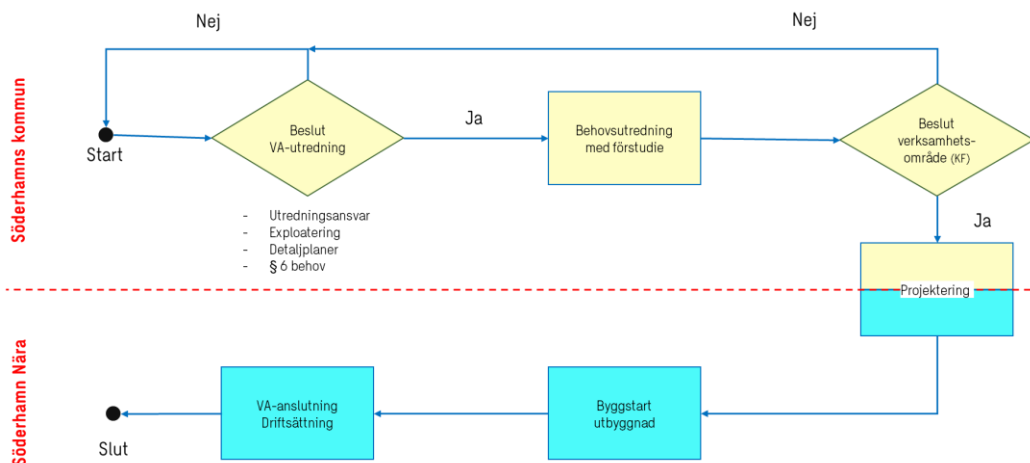 Nej
Nej
Söderhamns kommun
Start
Beslut
VA-utredning
Ja
Behovsutredning
med förstudie
Beslut
verksamhets-
område (KF)
- Utredningsansvar
- Exploatering
- Detaljplaner
- § 6 behov
Ja
Projektering
Söderhamn Nära
Slut
VA-anslutning
Driftsättning
Byggstart
utbyggnad